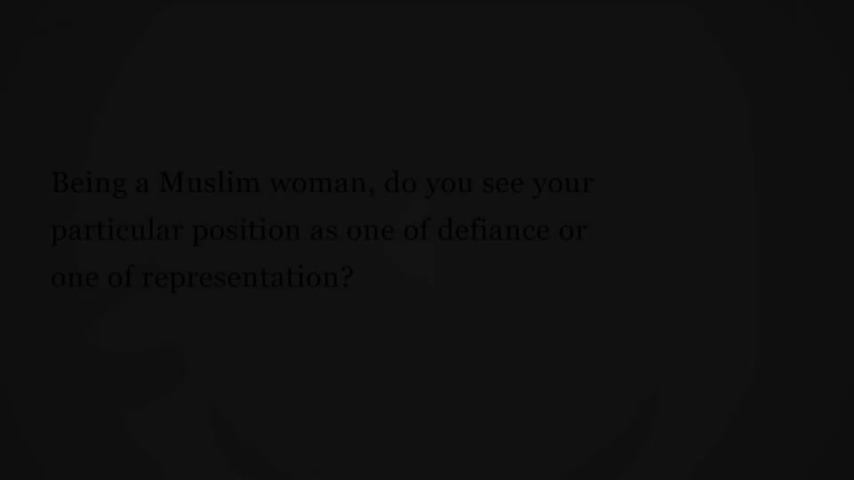 Being a Muslim woman, do you see your
particular position as one of defiance or
one of representation?